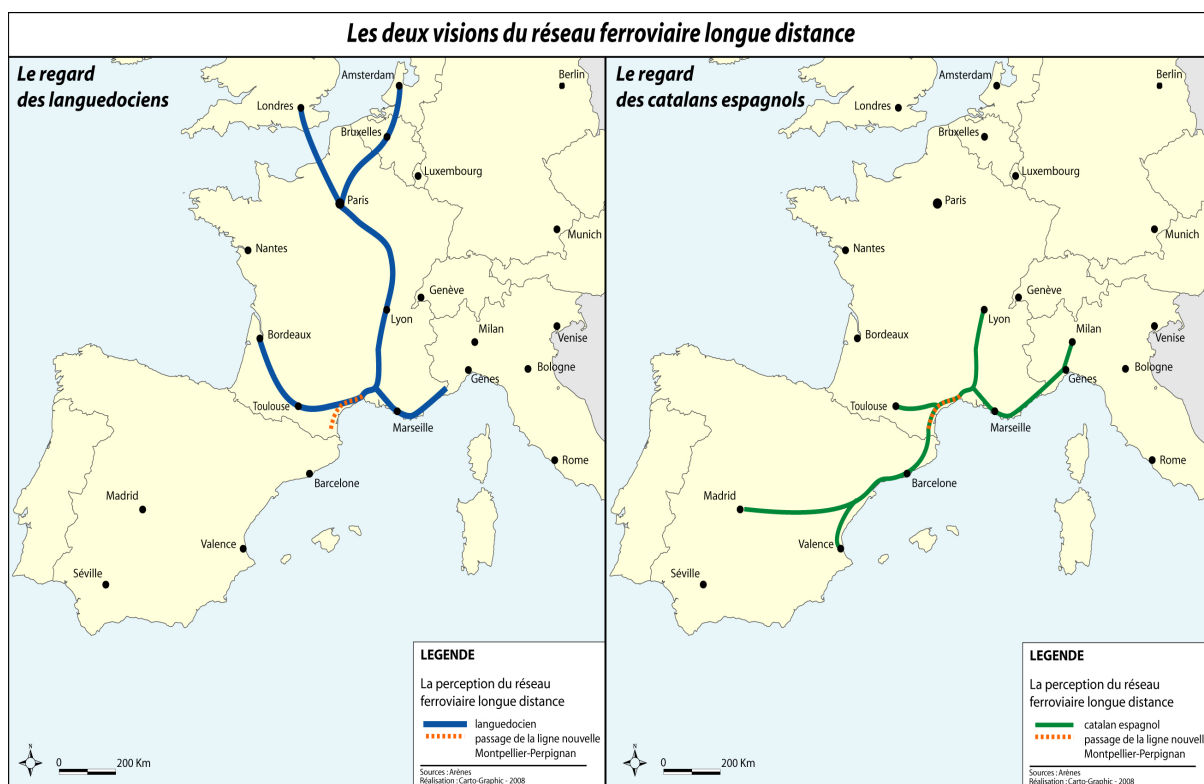 Les deux visions du réseau ferroviaire longue distance
Le regard
des languedociens
Amsterdam
Berlin
Londres
Bruxelles
Luxembourg
Paris
Munich
Nantes
Genève
Lyon
Milan
Venise
Bordeaux
Bologne
Gênes
Toulouse
Marseille
Rome
Barcelone
Madrid
Valence
Séville
LEGENDE
La perception du réseau
ferroviaire longue distance
languedocien
passage de la ligne nouvelle
Montpellier-Perpignan
Sources : Arènes
Réalisation : Carto-Graphic - 2008
N
0 200 Km
Le regard
des catalans espagnols
Amsterdam
Berlin
Londres
Bruxelles
Luxembourg
Paris
Munich
Nantes
Genève
Lyon
Milan
Venise
Bordeaux
Bologne
Gênes
Toulouse
Marseille
Rome
Barcelone
Madrid
Valence
Séville
LEGENDE
La perception du réseau
ferroviaire longue distance
catalan espagnol
passage de la ligne nouvell
Montpellier-Perpignan
Sources : Arènes
Réalisation : Carto-Graphic - 2008
N
0 200 Km